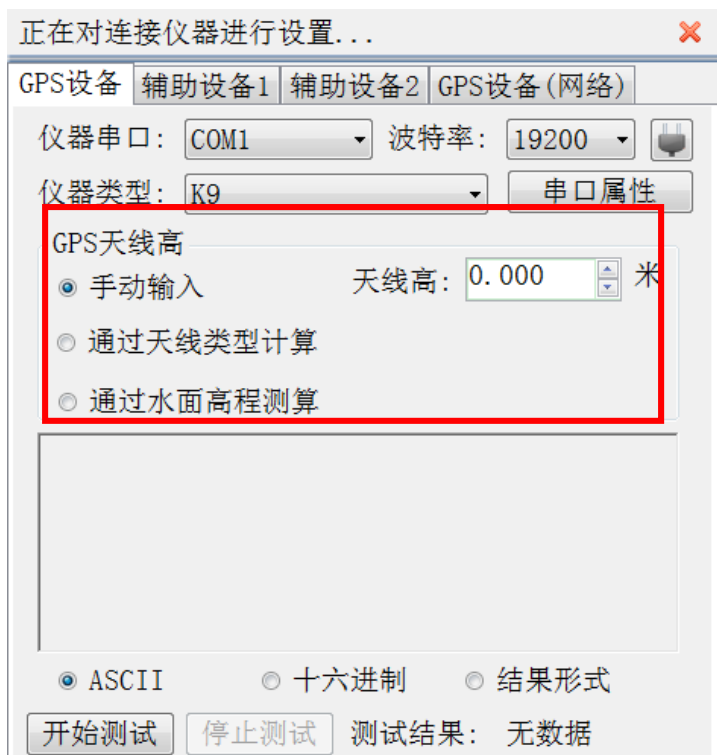 正在对连接仪器进行设置...
GPS设备 辅助设备1 辅助设备2 GPS设备(网络)
仪器串口: COM1 波特率: 19200
仪器类型: K9 串口属性
GPS天线高
手动输入 天线高: 0.000 米
通过天线类型计算
通过水面高程测算
ASCII 十六进制 结果形式
开始测试 停止测试 测试结果: 无数据